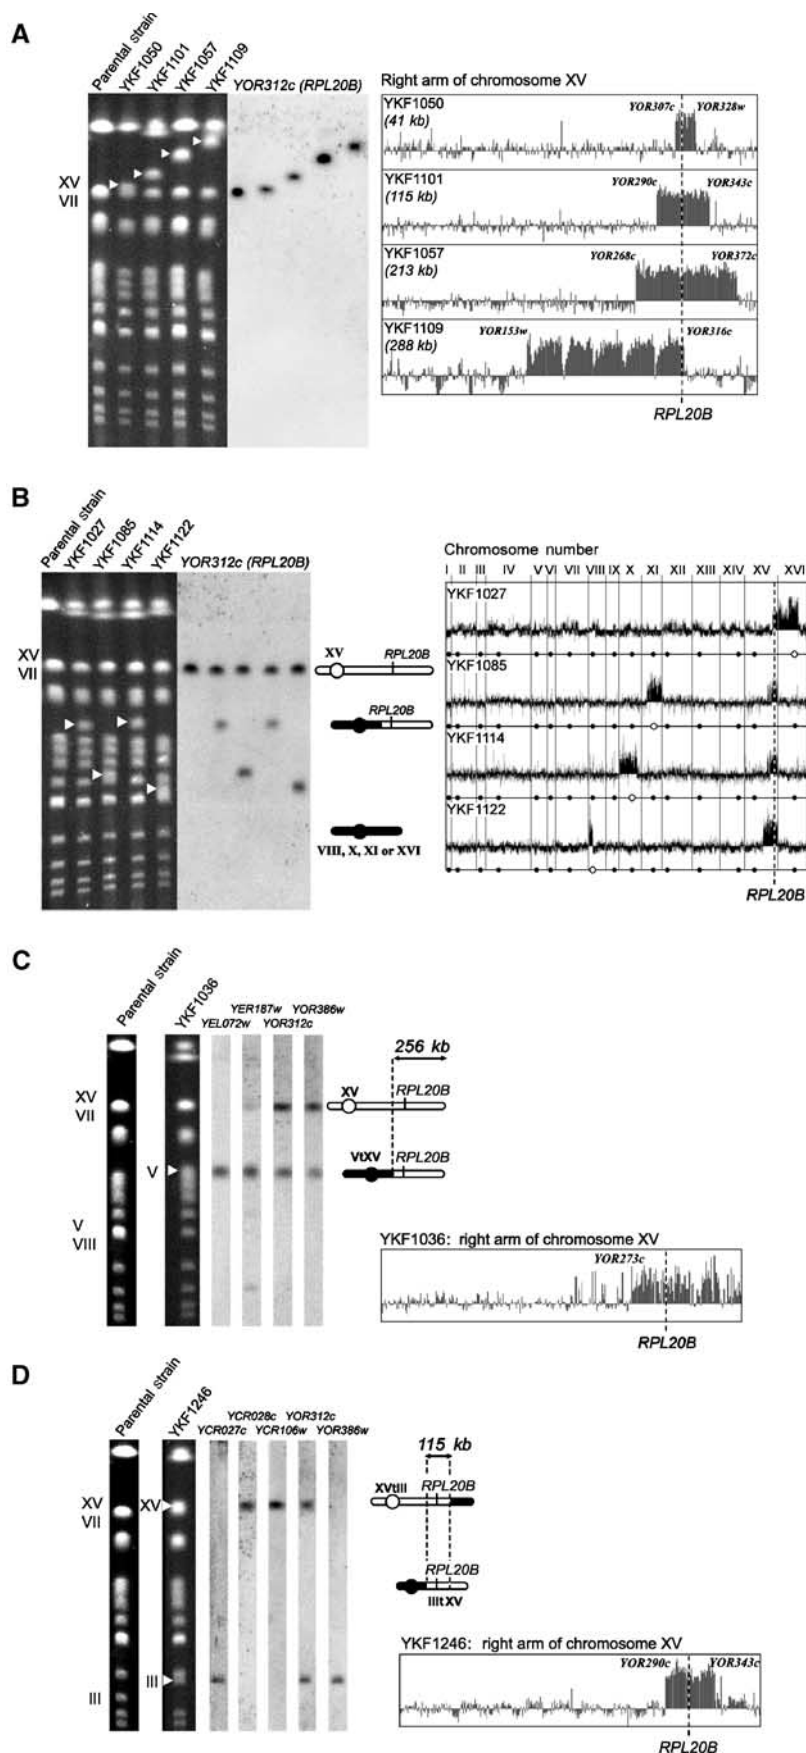 A
Parental strain
YKF1050
YKF1101
YKF1057
YKF1109
YOR312c (RPL20B)
XV
VII
Right arm of chromosome XV
YKF1050
(41 kb)
YOR307c
YOR328w
YKF1101
(115 kb)
YOR290c
YOR343c
YKF1057
(213 kb)
YOR268c
YOR372c
YKF1109
(288 kb)
YOR153w
YOR316c
RPL20B
B
Parental strain
YKF1027
YKF1085
YKF1114
YKF1122
YOR312c (RPL20B)
XV
VII
XV
RPL20B
RPL20B
VIII, X, XI or XVI
Chromosome number
I II III IV V VI VII VIII IX X XI XII XIII XIV XV XVI
YKF1027
YKF1085
YKF1114
YKF1122
RPL20B
C
Parental strain
YKF1036
YER187w YOR386w
YEL072w YOR312c
XV
VII
V
V
VIII
256 kb
XV
RPL20B
VtXV
RPL20B
YKF1036: right arm of chromosome XV
YOR273c
RPL20B
D
Parental strain
YKF1246
YCR028c YOR312c
YCR027c YCR106w YOR386w
XV
VII
XV
III
III
115 kb
XVtIII
RPL20B
RPL20B
IIIt XV
YKF1246: right arm of chromosome XV
YOR290c
YOR343c
RPL20B